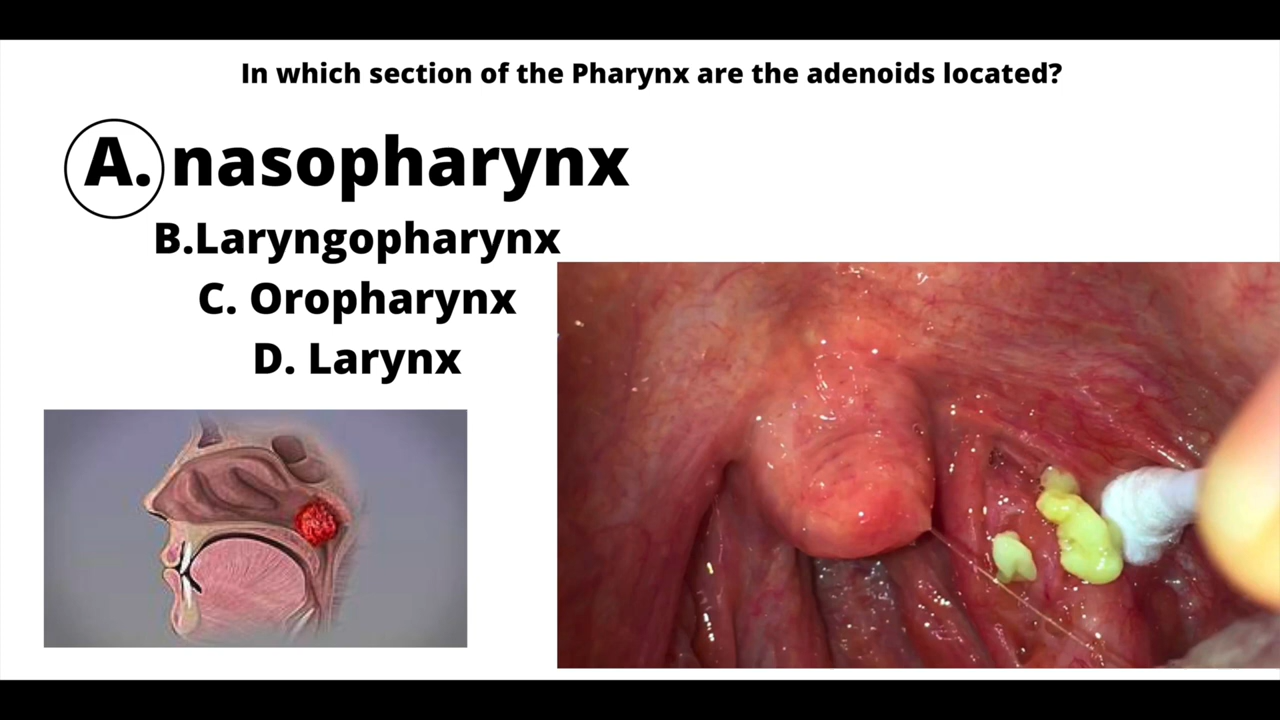 In which section of the Pharynx are the adenoids located?
A. nasopharynx
B.Laryngopharynx
C. Oropharynx
D. Larynx